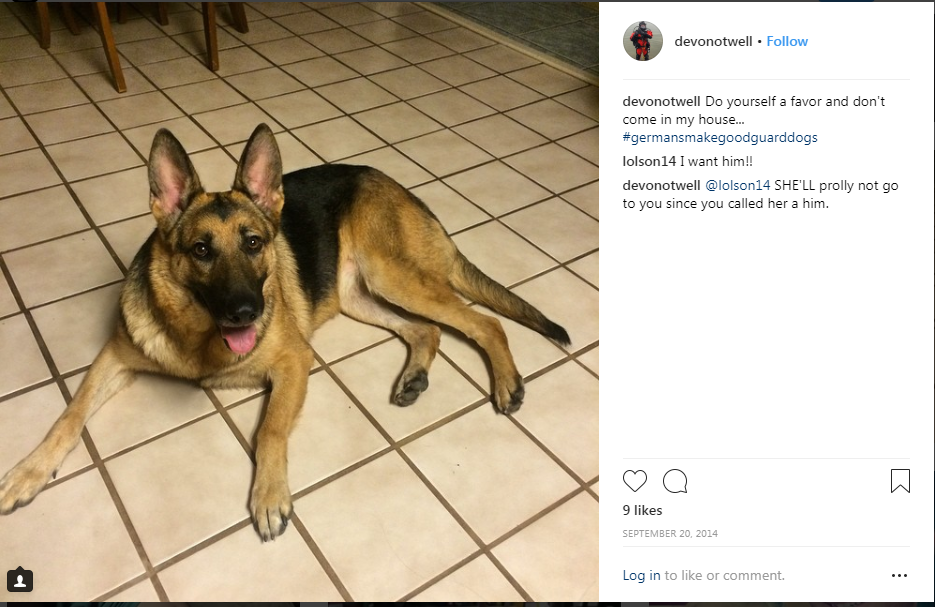 devonotwell • Follow
devonotwell Do yourself a favor and don't
come in my house...
#germansmakegoodguarddogs
lolson14 I want him!!
devonotwell @lolson14 SHE'LL prolly not go
to you since you called her a him.
9 likes
SEPTEMBER 20, 2014
Log in to like or comment.